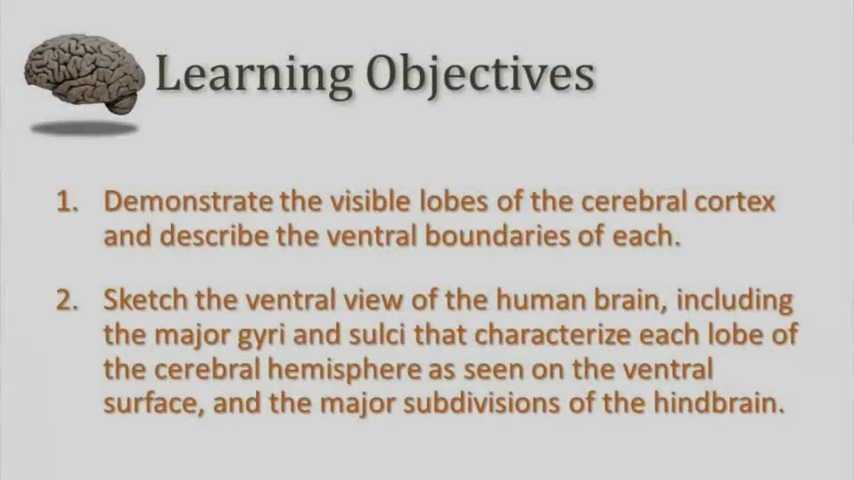 Learning Objectives
1. Demonstrate the visible lobes of the cerebral cortex
and describe the ventral boundaries of each.
2. Sketch the ventral view of the human brain, including
the major gyri and sulci that characterize each lobe of
the cerebral hemisphere as seen on the ventral
surface, and the major subdivisions of the hindbrain.